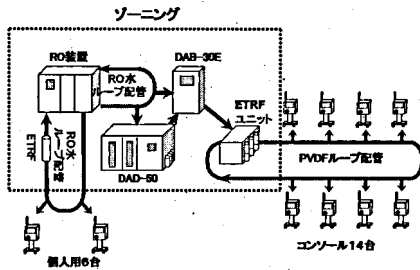 ゾーニング
RO装置
DAB-30E
RO水
ループ配管
ETRF
ユニット
ETRF
ループ配管
RO水
DAD-50
PVDFループ配管
個人用6台
コンソール14台